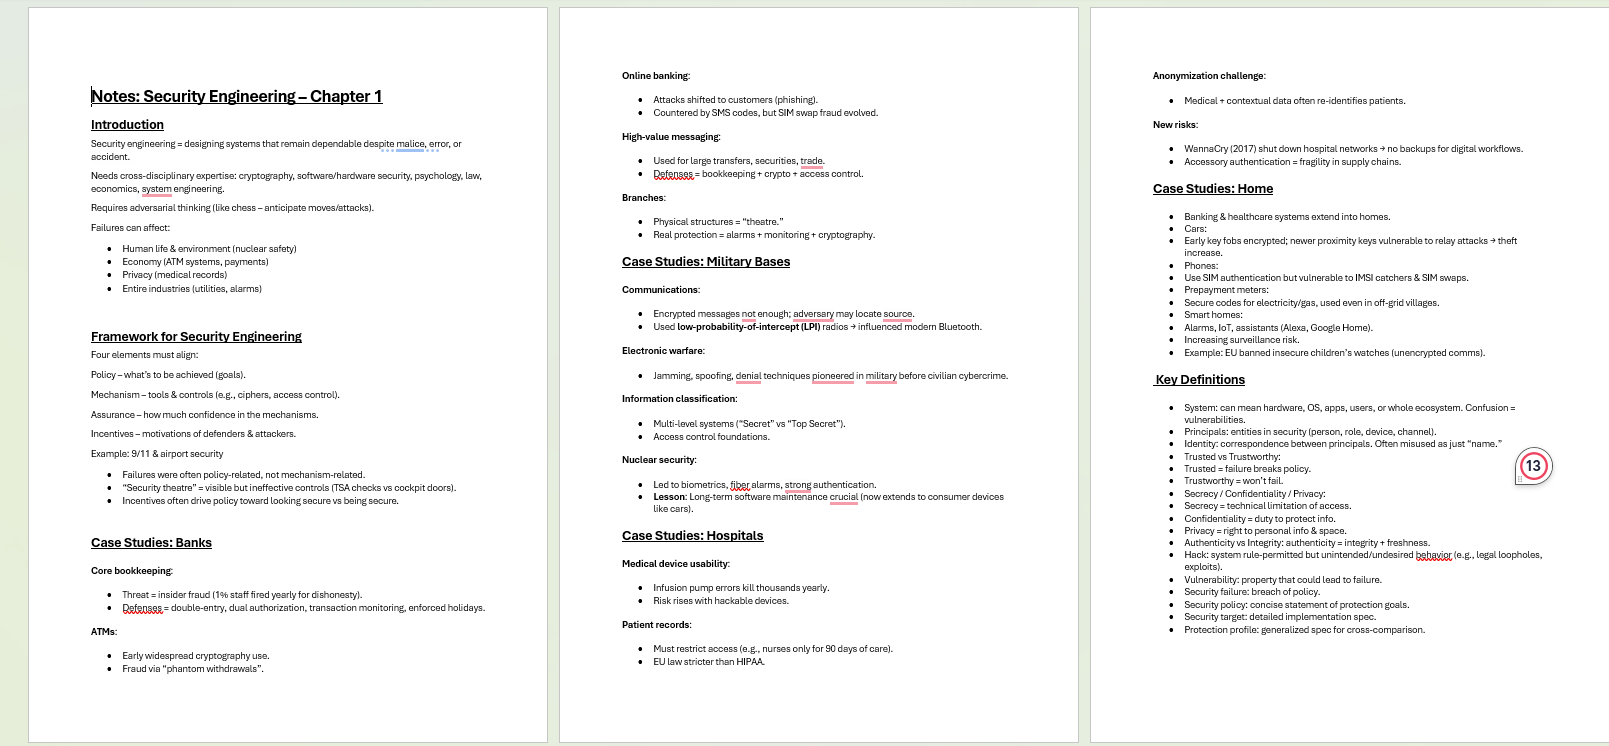 Notes: Security Engineering – Chapter 1
Introduction
Security engineering = designing systems that remain dependable despite malice, error, or
accident.
Needs cross-disciplinary expertise: cryptography, software/hardware security, psychology, law,
economics, system engineering.
Requires adversarial thinking (like chess – anticipate moves/attacks).
Failures can affect:
• Human life & environment (nuclear safety)
• Economy (ATM systems, payments)
• Privacy (medical records)
• Entire industries (utilities, alarms)
Framework for Security Engineering
Four elements must align:
Policy – what's to be achieved (goals).
Mechanism – tools & controls (e.g., ciphers, access control).
Assurance – how much confidence in the mechanisms.
Incentives – motivations of defenders & attackers.
Example: 9/11 & airport security
• Failures were often policy-related, not mechanism-related.
• “Security theatre” = visible but ineffective controls (TSA checks vs cockpit doors).
• Incentives often drive policy toward looking secure vs being secure.
Case Studies: Banks
Core bookkeeping:
• Threat = insider fraud (1% staff fired yearly for dishonesty).
• Defenses = double-entry, dual authorization, transaction monitoring, enforced holidays.
ATMs:
• Early widespread cryptography use.
• Fraud via “phantom withdrawals”.
Online banking:
• Attacks shifted to customers (phishing).
• Countered by SMS codes, but SIM swap fraud evolved.
High-value messaging:
• Used for large transfers, securities, trade.
• Defenses = bookkeeping + crypto + access control.
Branches:
• Physical structures = “theatre.”
• Real protection = alarms + monitoring + cryptography.
Case Studies: Military Bases
Communications:
• Encrypted messages not enough; adversary may locate source.
• Used low-probability-of-intercept (LPI) radios → influenced modern Bluetooth.
Electronic warfare:
• Jamming, spoofing, denial techniques pioneered in military before civilian cybercrime.
Information classification:
• Multi-level systems (“Secret” vs “Top Secret”).
• Access control foundations.
Nuclear security:
• Led to biometrics, fiber alarms, strong authentication.
• Lesson: Long-term software maintenance crucial (now extends to consumer devices
like cars).
Case Studies: Hospitals
Medical device usability:
• Infusion pump errors kill thousands yearly.
• Risk rises with hackable devices.
Patient records:
• Must restrict access (e.g., nurses only for 90 days of care).
• EU law stricter than HIPAA.
Anonymization challenge:
• Medical + contextual data often re-identifies patients.
New risks:
• WannaCry (2017) shut down hospital networks → no backups for digital workflows.
• Accessory authentication = fragility in supply chains.
Case Studies: Home
• Banking & healthcare systems extend into homes.
• Cars:
• Early key fobs encrypted; newer proximity keys vulnerable to relay attacks → theft
increase.
• Phones:
• Use SIM authentication but vulnerable to IMSI catchers & SIM swaps.
• Prepayment meters:
• Secure codes for electricity/gas, used even in off-grid villages.
• Smart homes:
• Alarms, IoT, assistants (Alexa, Google Home).
• Increasing surveillance risk.
• Example: EU banned insecure children's watches (unencrypted comms).
Key Definitions
• System: can mean hardware, OS, apps, users, or whole ecosystem. Confusion =
vulnerabilities.
• Principals: entities in security (person, role, device, channel).
• Identity: correspondence between principals. Often misused as just “name.”
• Trusted vs Trustworthy:
• Trusted = failure breaks policy.
• Trustworthy = won't fail.
• Secrecy / Confidentiality / Privacy:
• Secrecy = technical limitation of access.
• Confidentiality = duty to protect info.
• Privacy = right to personal info & space.
• Authenticity vs Integrity: authenticity = integrity + freshness.
• Hack: system rule-permitted but unintended/undesired behavior (e.g., legal loopholes,
exploits).
• Vulnerability: property that could lead to failure.
• Security failure: breach of policy.
• Security policy: concise statement of protection goals.
• Security target: detailed implementation spec.
• Protection profile: generalized spec for cross-comparison.
13